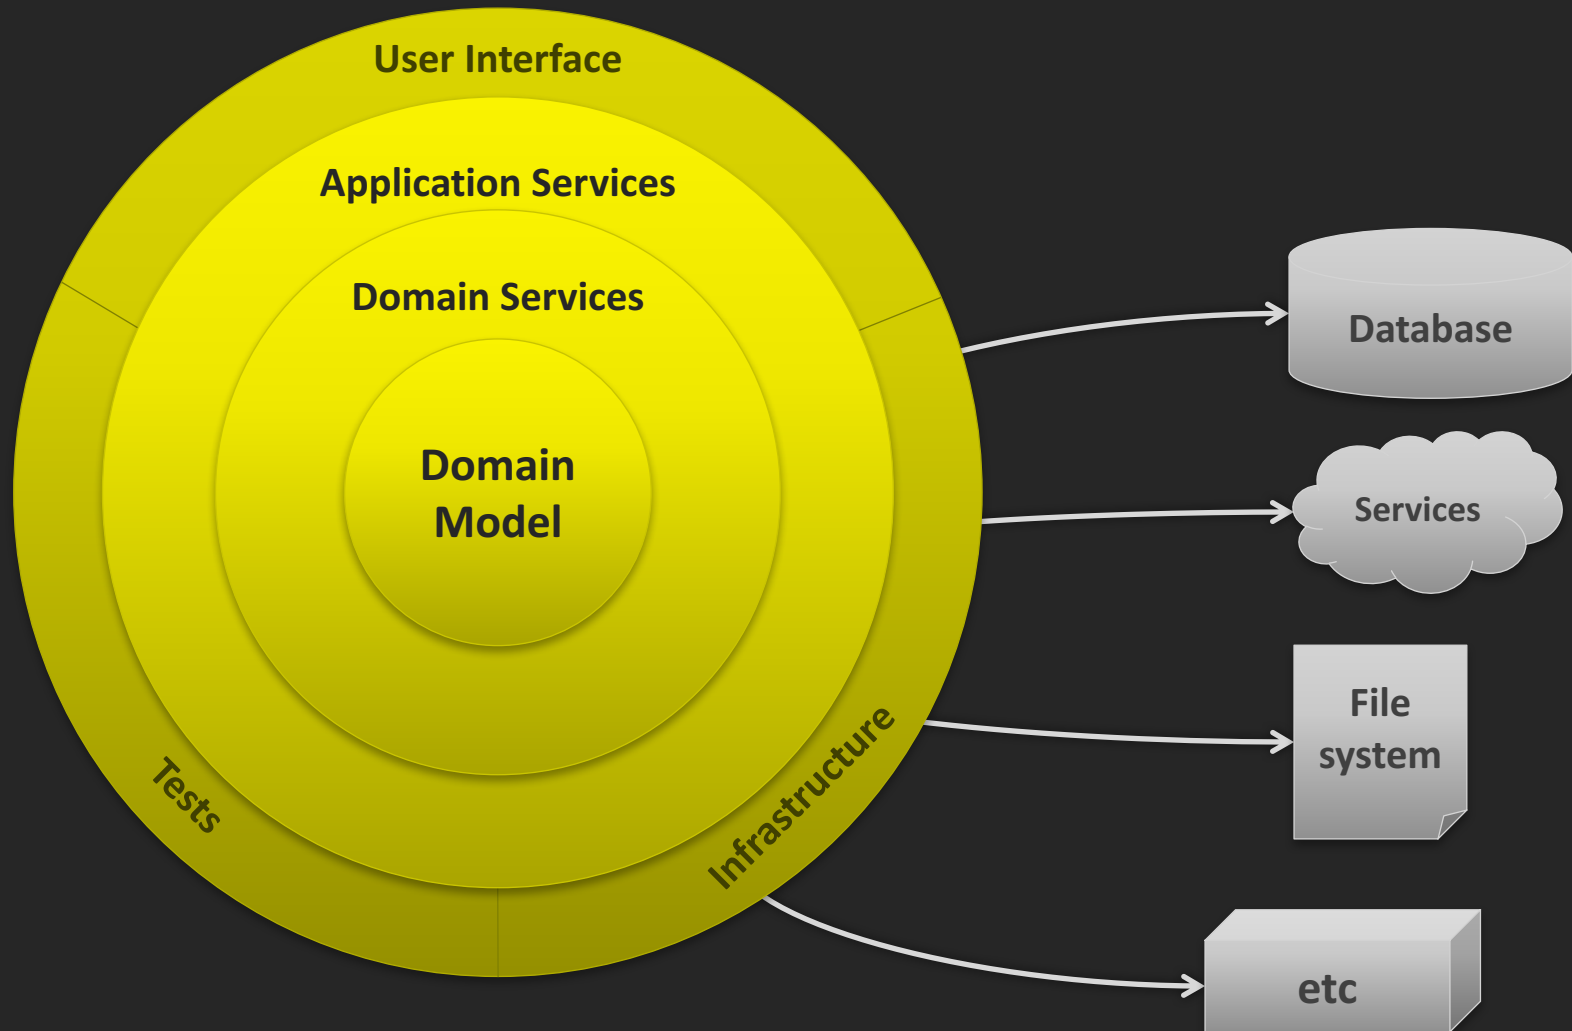 User Interface
Application Services
Domain Services
Domain
Model
Tests
Infrastructure
Database
Services
File
system
etc